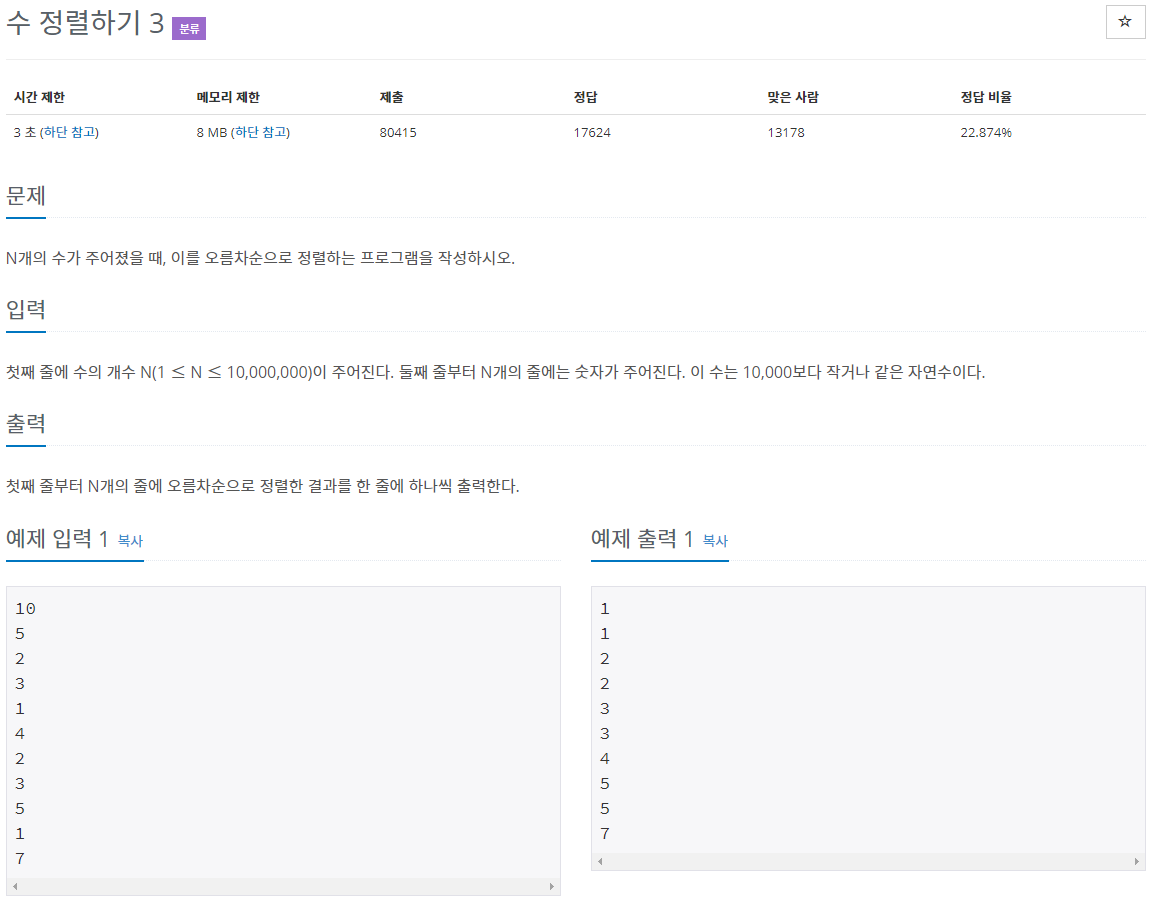 수 정렬하기 3 분류
☆
시간 제한 메모리 제한 제출 정답 맞은 사람 정답 비율
3 초 (하단 참고) 8 MB (하단 참고) 80415 17624 13178 22.874%
문제
N개의 수가 주어졌을 때, 이를 오름차순으로 정렬하는 프로그램을 작성하시오.
입력
첫째 줄에 수의 개수 N(1 ≤ N ≤ 10,000,000)이 주어진다. 둘째 줄부터 N개의 줄에는 숫자가 주어진다. 이 수는 10,000보다 작거나 같은 자연수이다.
출력
첫째 줄부터 N개의 줄에 오름차순으로 정렬한 결과를 한 줄에 하나씩 출력한다.
예제 입력 1 복사
10
5
2
3
1
4
2
3
5
1
7
예제 출력 1 복사
1
1
2
2
3
3
4
5
5
7